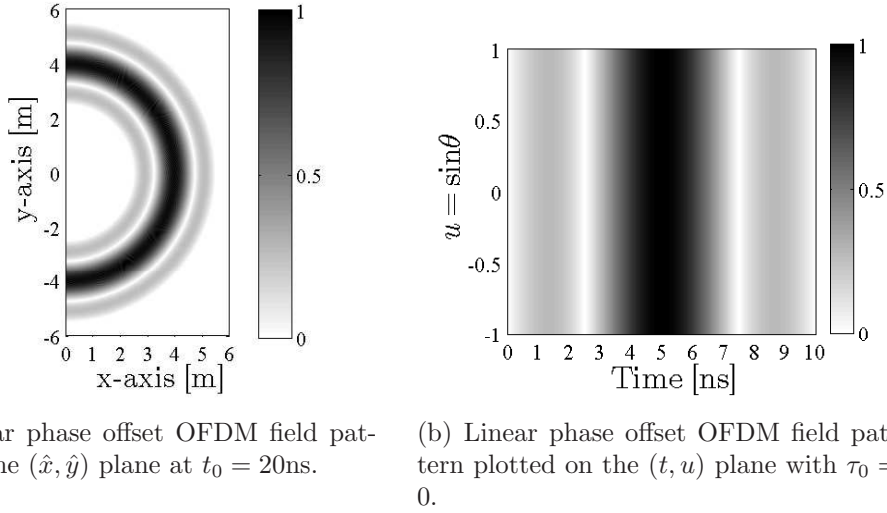 6
4
2
0
-2
-4
-6
y-axis [m]
0 1 2 3 4 5 6
x-axis [m]
1
0.5
0
1
0.5
0
-0.5
-1
u = sinθ
0 1 2 3 4 5 6 7 8 9 10
Time [ns]
1
0.5
0
ar phase offset OFDM field pat-
ne (x̂, ŷ) plane at t₀ = 20ns.
(b) Linear phase offset OFDM field pat-
tern plotted on the (t, u) plane with τ₀ =
0.